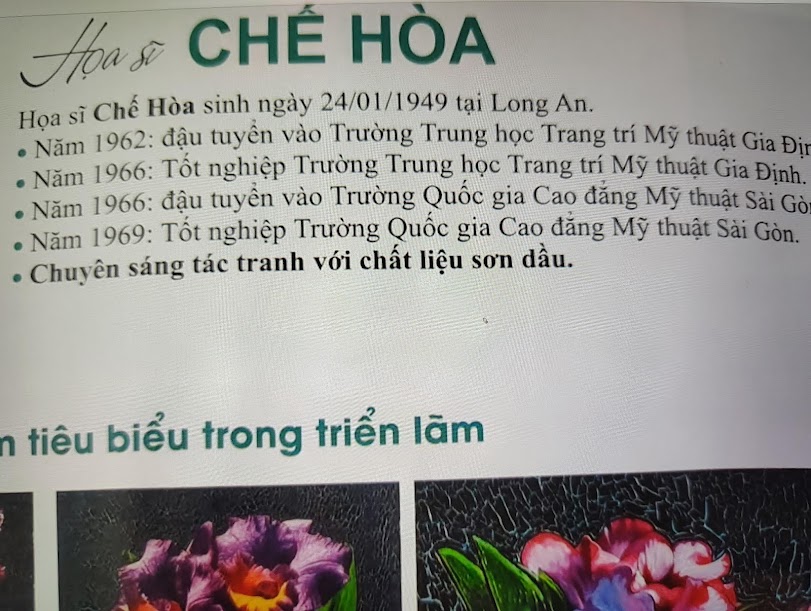 Họa sĩ CHẾ HÒA
Họa sĩ Chế Hòa sinh ngày 24/01/1949 tại Long An.
• Năm 1962: đậu tuyển vào Trường Trung học Trang trí Mỹ thuật Gia
• Năm 1966: Tốt nghiệp Trường Trung học Trang trí Mỹ thuật Gia Định.
• Năm 1966: đậu tuyển vào Trường Quốc gia Cao đẳng Mỹ thuật Sài
• Năm 1969: Tốt nghiệp Trường Quốc gia Cao đẳng Mỹ thuật Sài Gòn.
• Chuyên sáng tác tranh với chất liệu sơn dầu.
tiêu biểu trong triển lãm